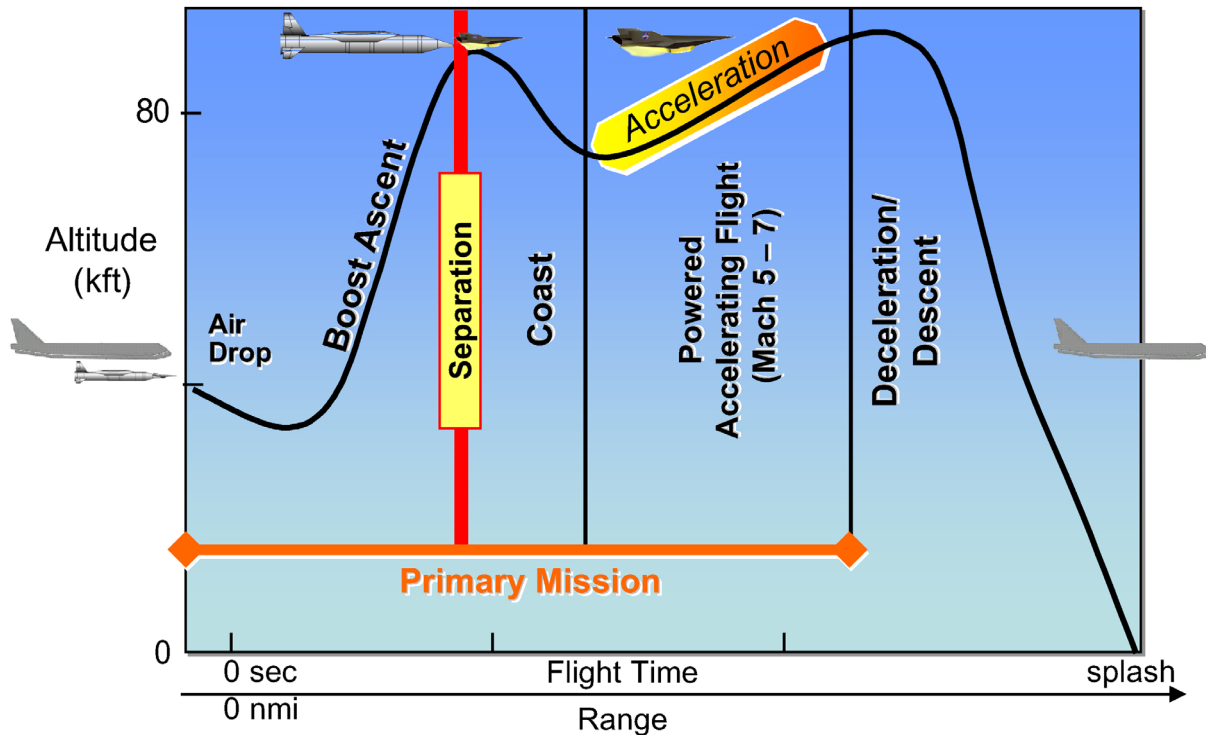 80
Altitude
(kft)
Air
Drop
Boost Ascent
Separation
Coast
Acceleration
Powered
Accelerating Flight
(Mach 5 – 7)
Deceleration/
Descent
Primary Mission
0
0 sec
Flight Time
splash
0 nmi
Range